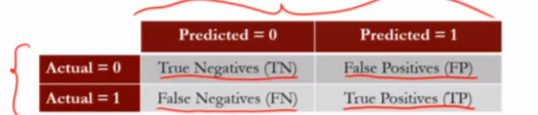 Predicted = 0 Predicted = 1
Actual = 0 True Negatives (TN) False Positives (FP)
Actual = 1 False Negatives (FN) True Positives (TP)